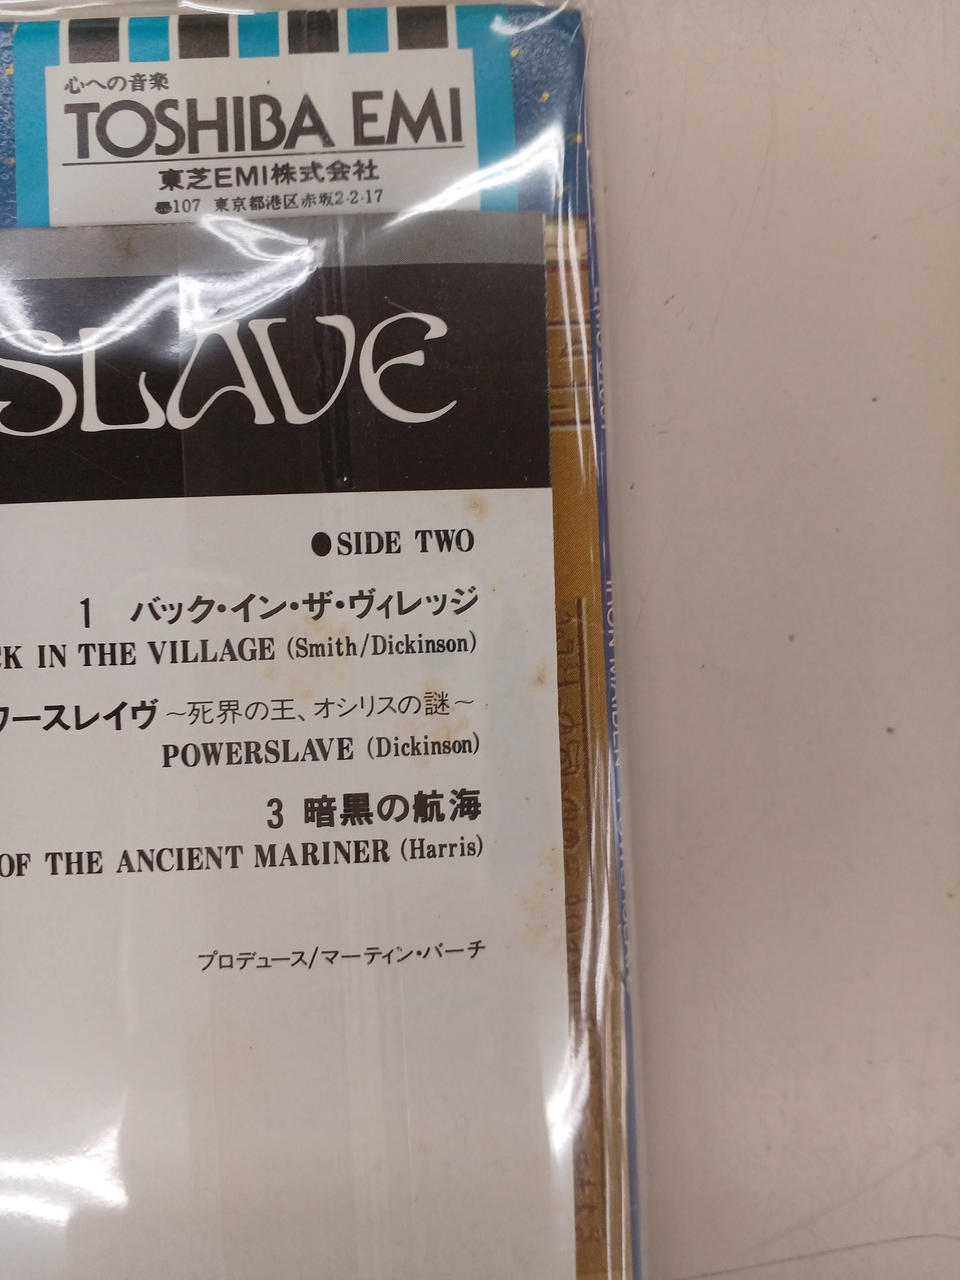 心への音楽
TOSHIBA EMI
東芝EMI株式会社
107 東京都港区赤坂2-2-17
SLAVE
●SIDE TWO
1 バック・イン・ザ・ヴィレッジ
CK IN THE VILLAGE (Smith/Dickinson)
ワースレイヴ ～死界の王、オシリスの謎～
POWERSLAVE (Dickinson)
3 暗黒の航海
OF THE ANCIENT MARINER (Harris)
プロデュース/マーティン・バーチ
IRON MAIDEN